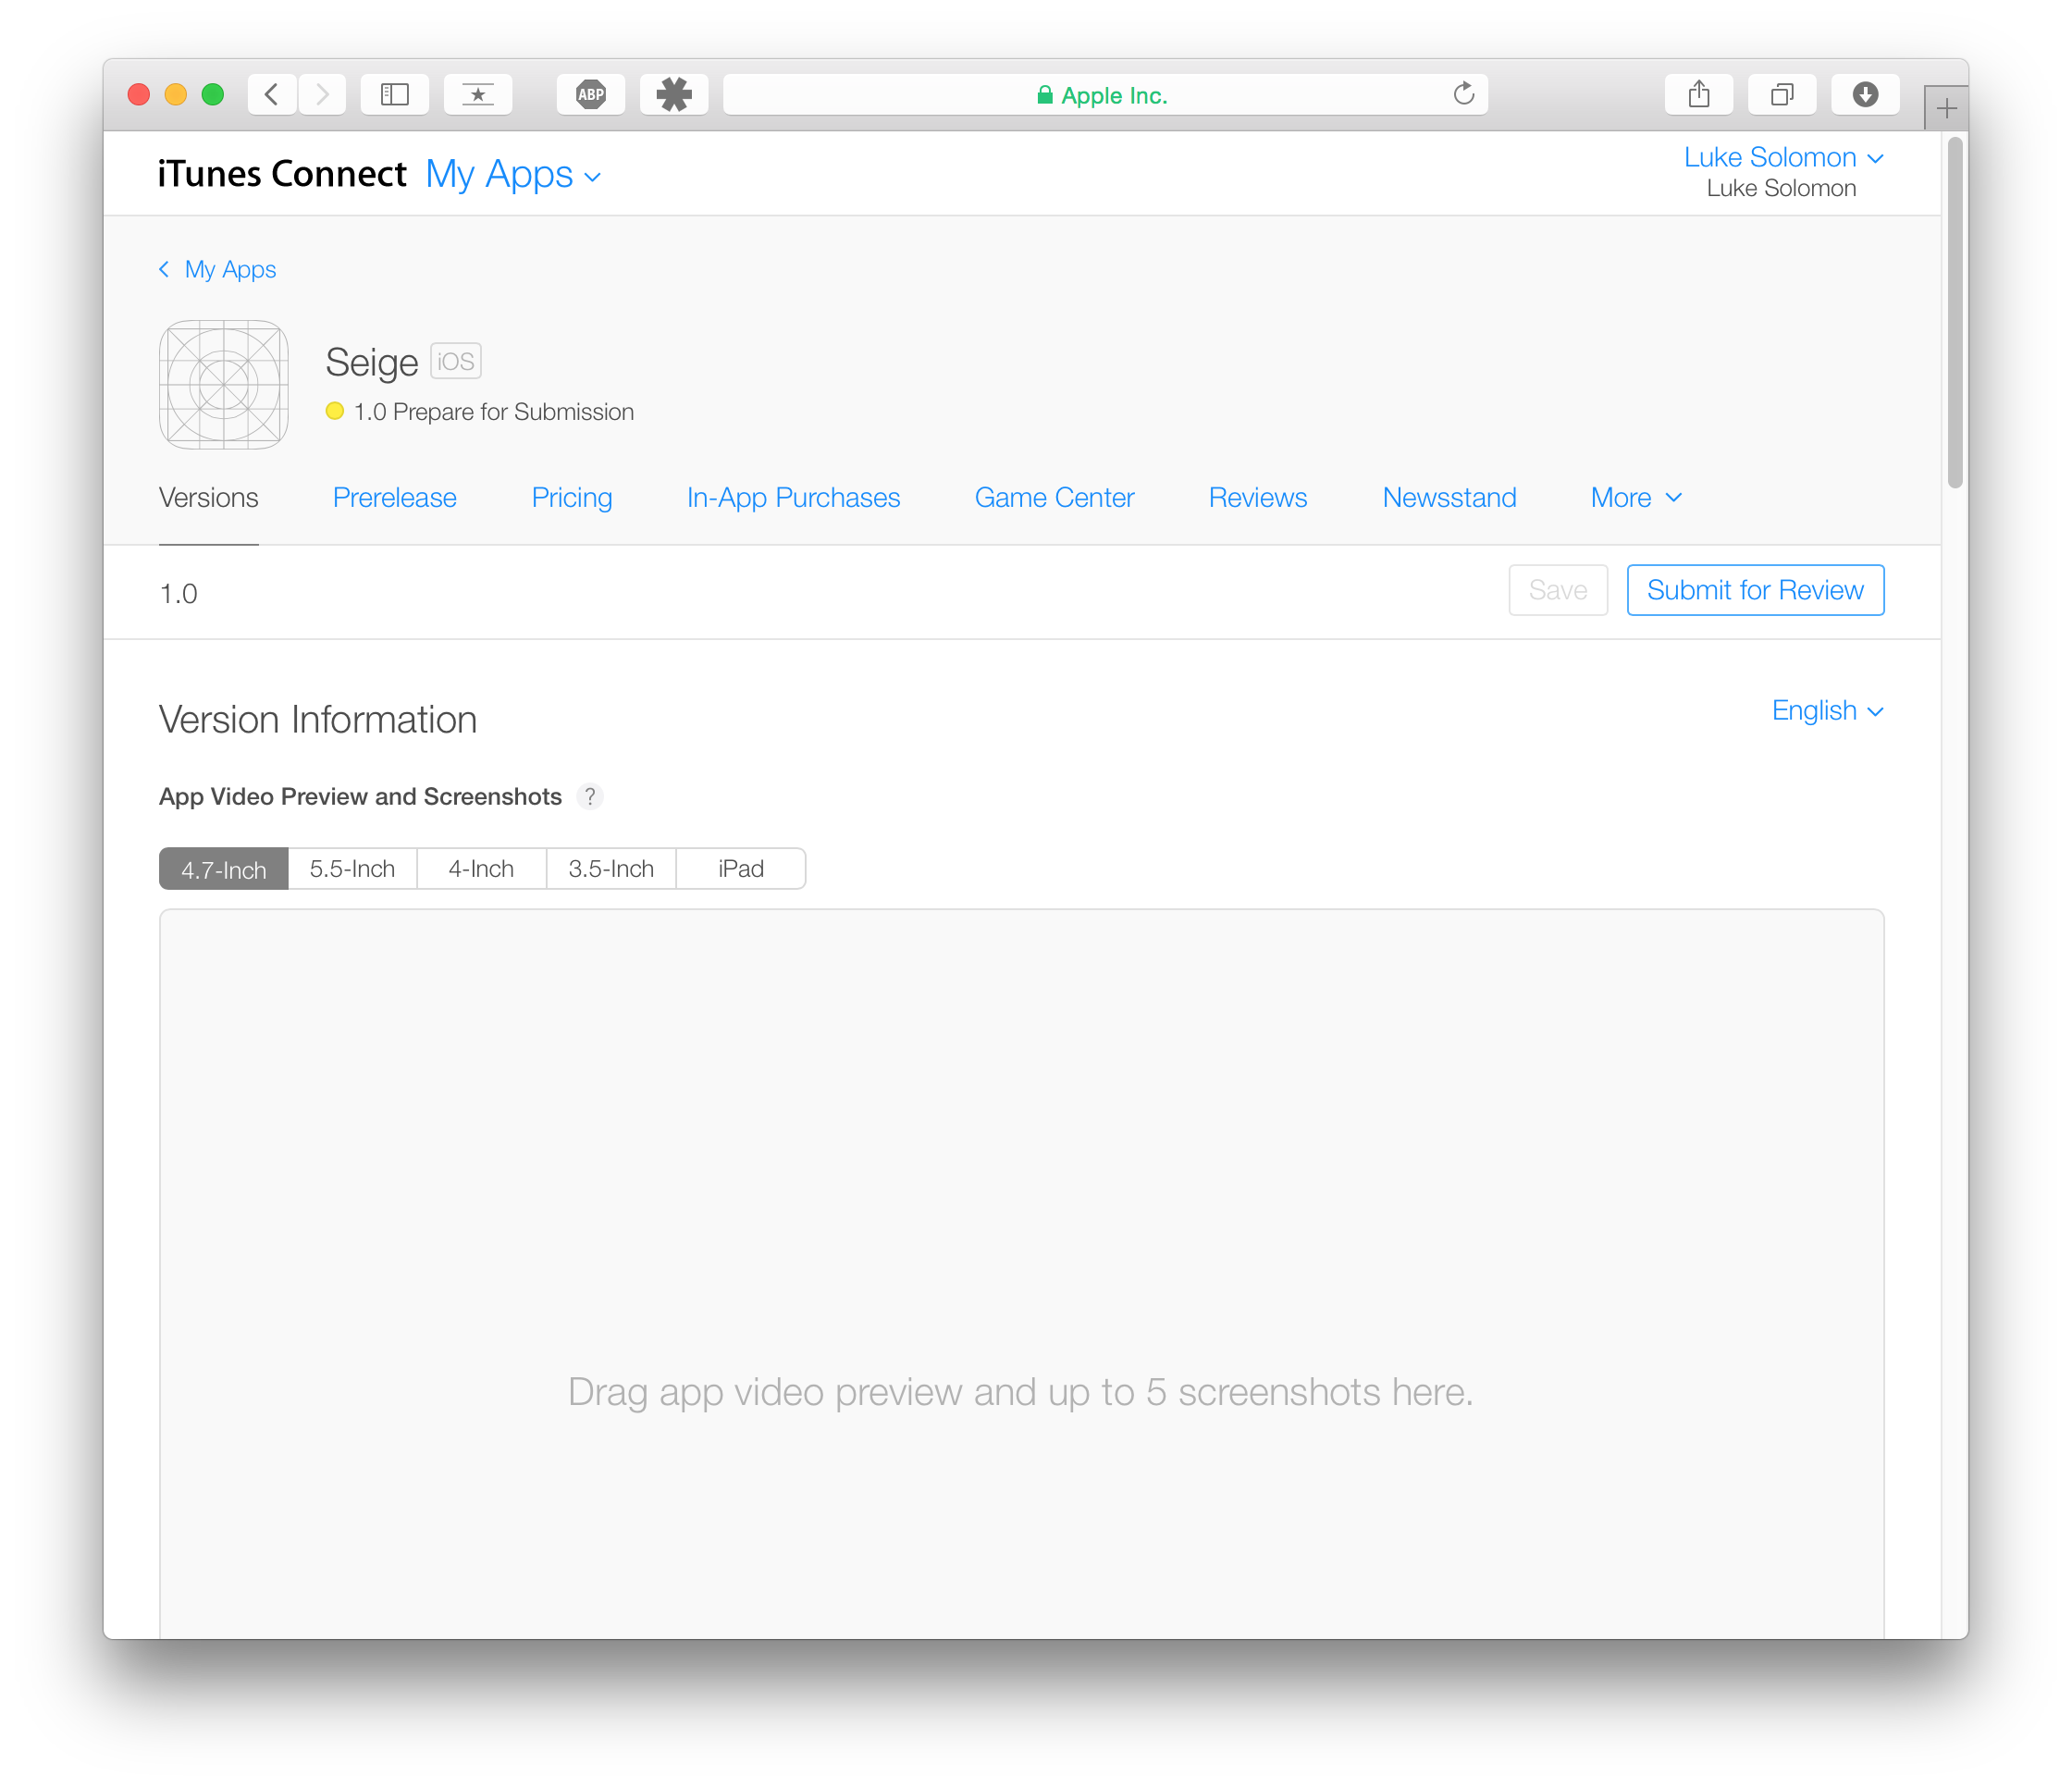 ABP
Apple Inc.
iTunes Connect My Apps
Luke Solomon
Luke Solomon
My Apps
Seige iOS
1.0 Prepare for Submission
Versions Prerelease Pricing In-App Purchases Game Center Reviews Newsstand More
1.0 Save Submit for Review
Version Information English
App Video Preview and Screenshots ?
4.7-Inch 5.5-Inch 4-Inch 3.5-Inch iPad
Drag app video preview and up to 5 screenshots here.